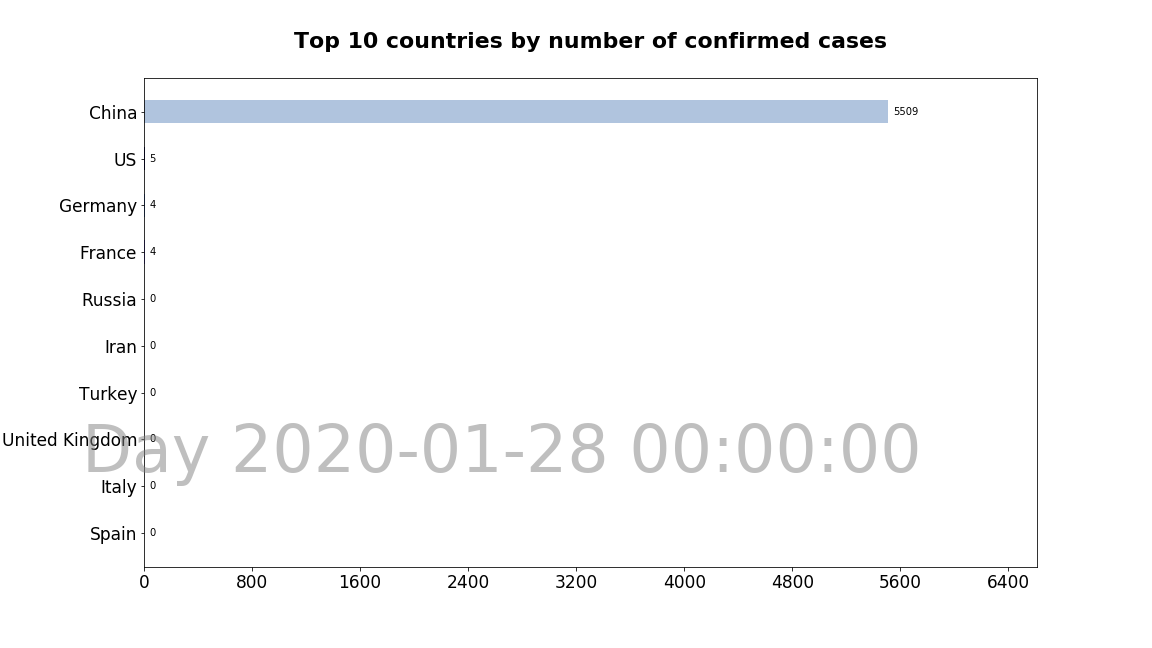 Top 10 countries by number of confirmed cases
China 5509
US 5
Germany 4
France 4
Russia 0
Iran 0
Turkey 0
United Kingdom 0
Day 2020-01-28 00:00:00
Italy 0
Spain 0
0 800 1600 2400 3200 4000 4800 5600 6400